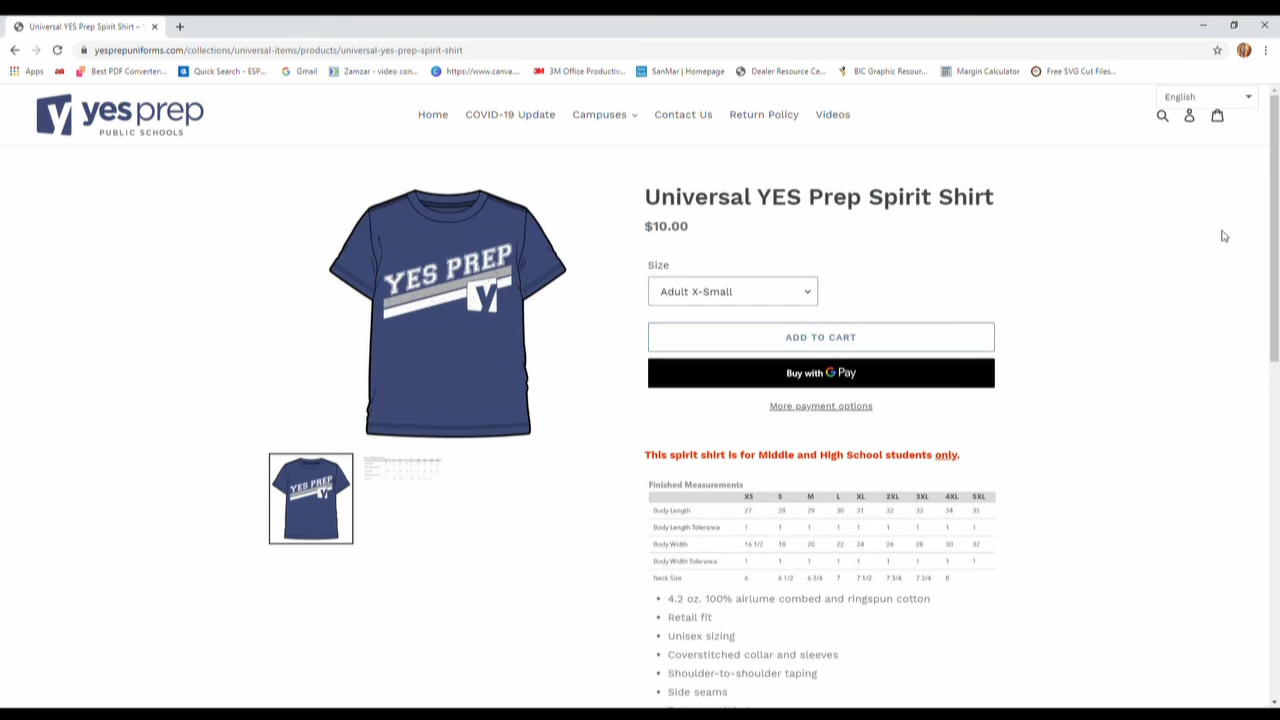 Universal YES Prep Spirit Shirt –
yesprepuniforms.com/collections/universal-items/products/universal-yes-prep-spirit-shirt
Apps Best PDF Converter... Quick Search - ESP... Gmail Zamzar - video con... https://www.canva... 3M Office Productiv... SanMar | Homepage Dealer Resource Ce... BIC Graphic Resour... Margin Calculator Free SVG Cut Files...
English
yes prep
PUBLIC SCHOOLS
Home COVID-19 Update Campuses Contact Us Return Policy Videos
YES PREP
y
YES PREP
Universal YES Prep Spirit Shirt
$10.00
Size
Adult X-Small
ADD TO CART
Buy with G Pay
More payment options
This spirit shirt is for Middle and High School students only.
Finished Measurements
XS S M L XL 2XL 3XL 4XL 5XL
Body Length 27 28 29 30 31 32 33 34 35
Body Length Tolerance 1 1 1 1 1 1 1 1 1
Body Width 16 1/2 18 20 22 24 26 28 30 32
Body Width Tolerance 1 1 1 1 1 1 1 1 1
Neck Size 6 6 1/2 6 3/4 7 7 1/2 7 3/4 7 3/4 8
• 4.2 oz. 100% airlume combed and ringspun cotton
• Retail fit
• Unisex sizing
• Coverstitched collar and sleeves
• Shoulder-to-shoulder taping
• Side seams